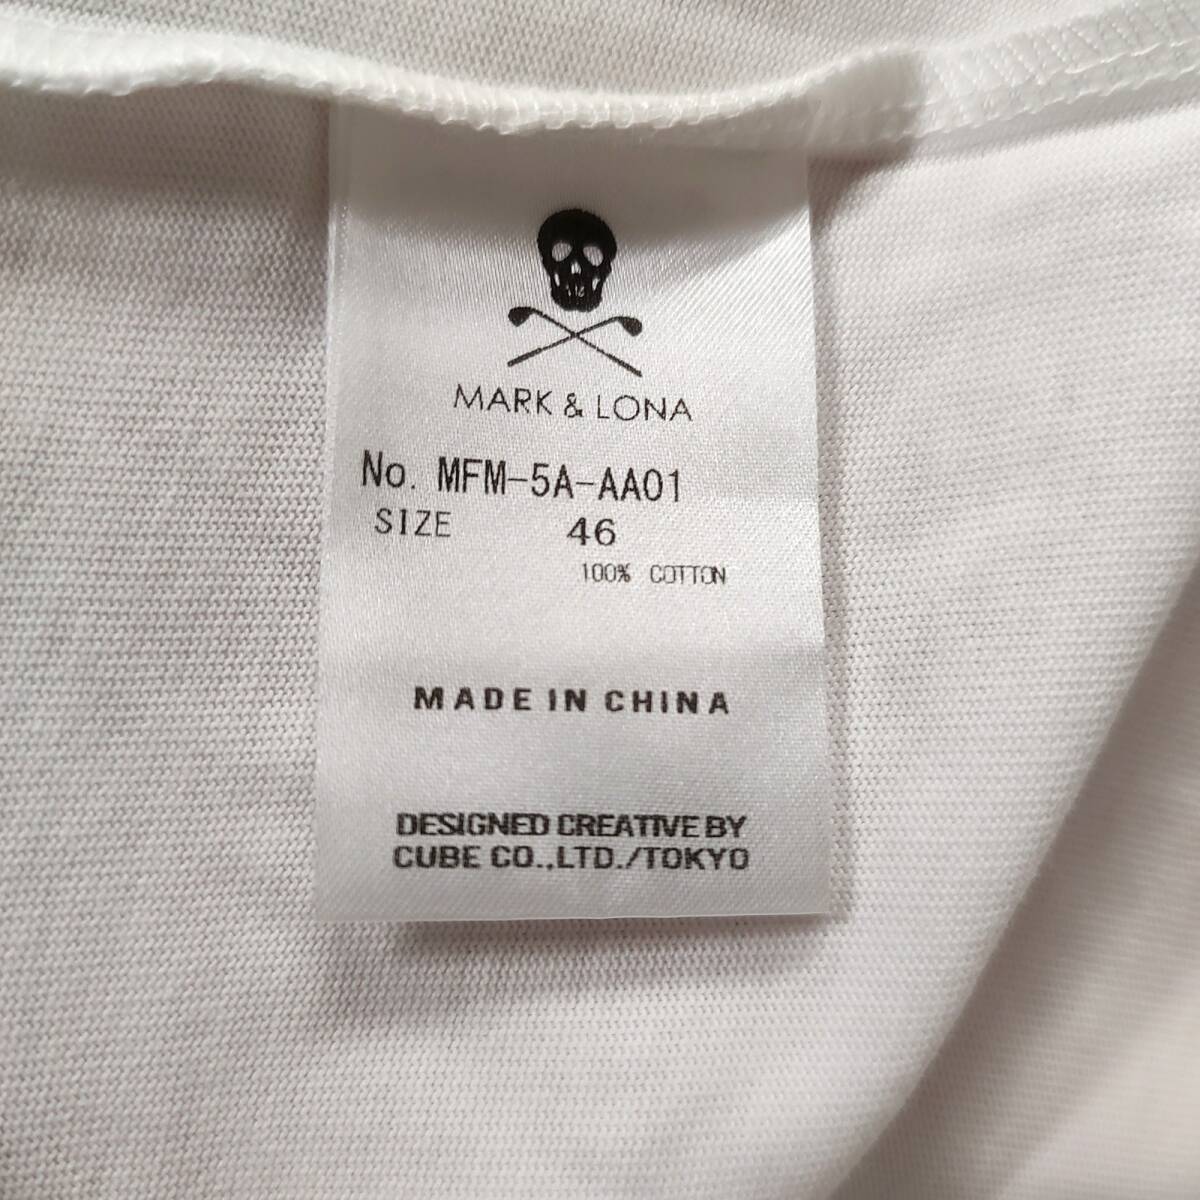 MARK & LONA
No. MFM-5A-AA01
SIZE 46
100% COTTON
MADE IN CHINA
DESIGNED CREATIVE BY
CUBE CO.,LTD./TOKYO